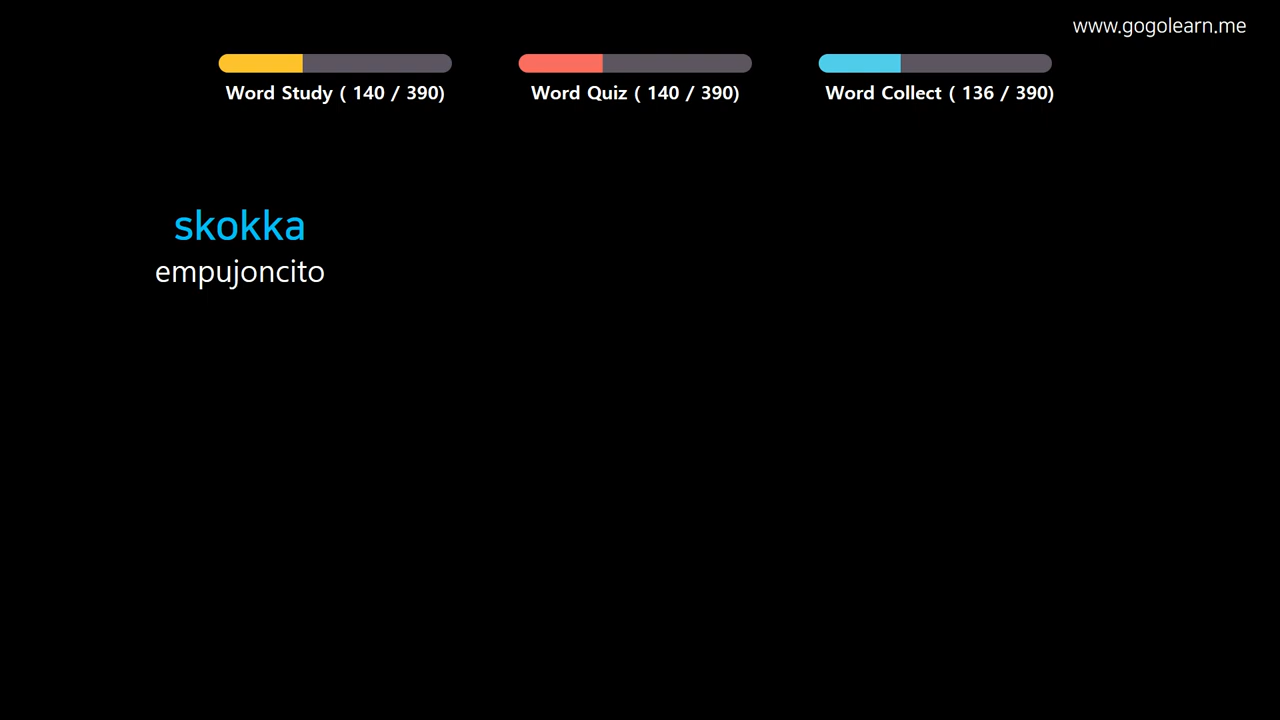 www.gogolearn.me
Word Study ( 140 / 390)
Word Quiz ( 140 / 390)
Word Collect ( 136 / 390)
skokka
empujoncito